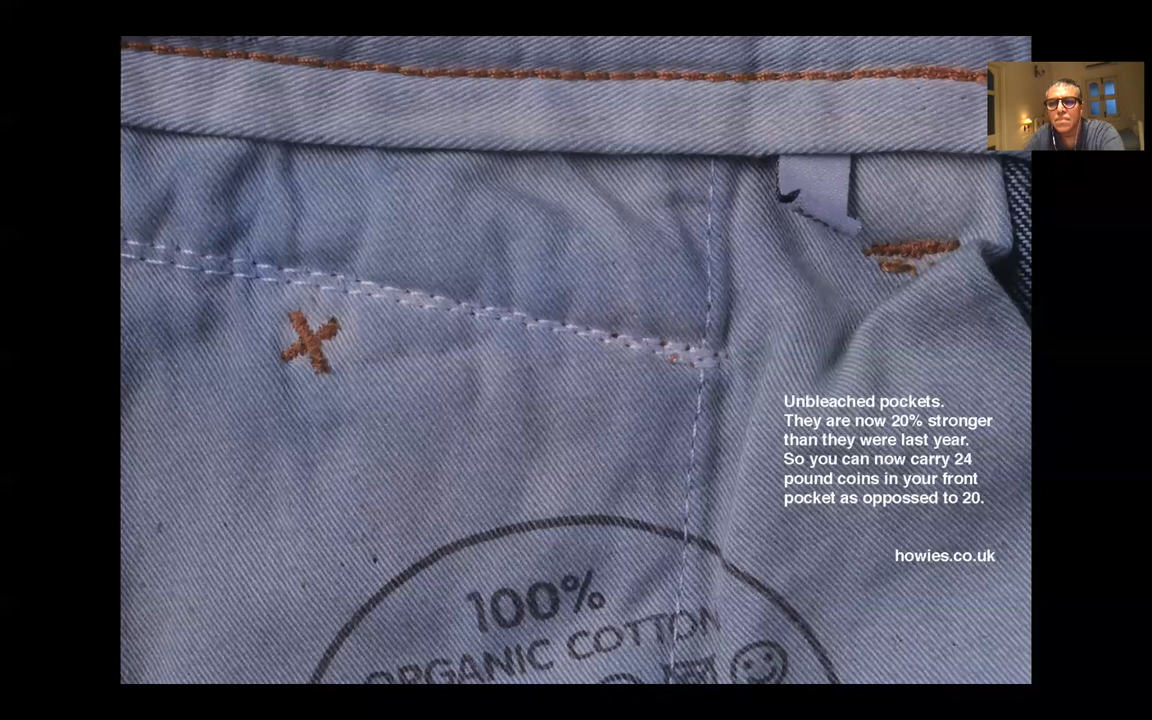 Unbleached pockets.
They are now 20% stronger
than they were last year.
So you can now carry 24
pound coins in your front
pocket as oppossed to 20.
howies.co.uk
100%
ORGANIC COTTON